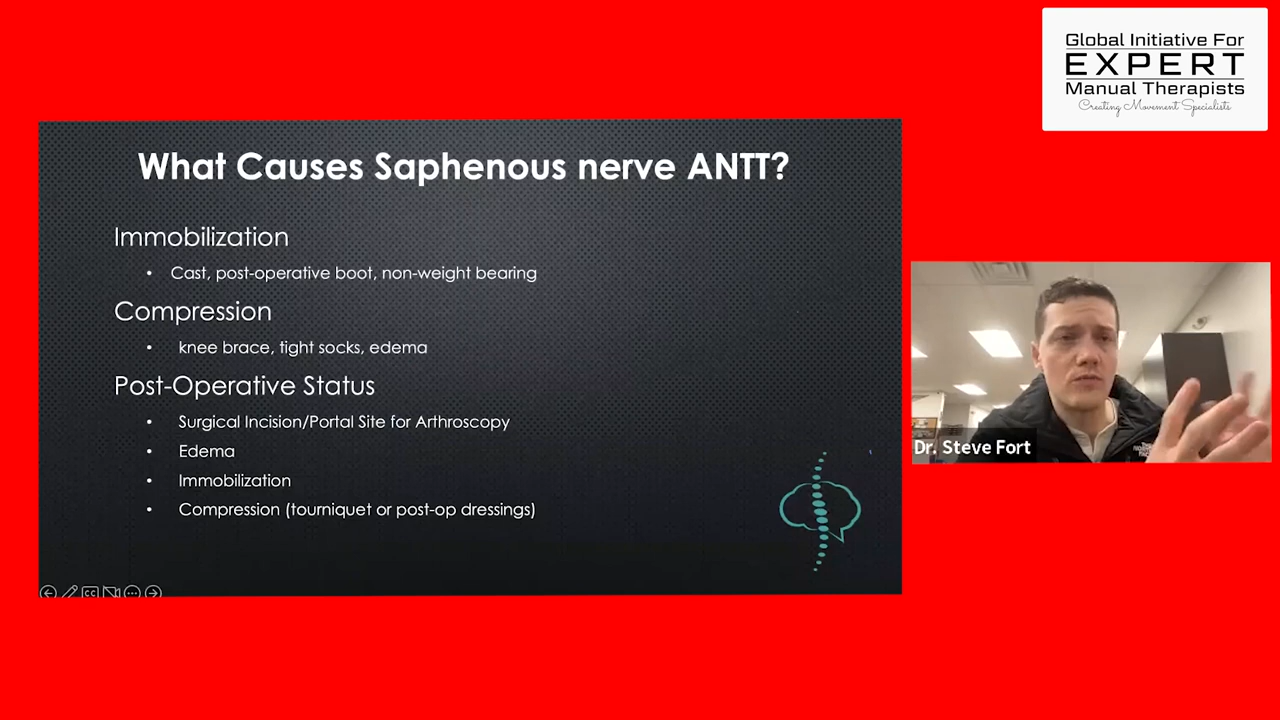 Global Initiative For
EXPERT
Manual Therapists
Creating Movement Specialists
What Causes Saphenous nerve ANTT?
Immobilization
• Cast, post-operative boot, non-weight bearing
Compression
• knee brace, tight socks, edema
Post-Operative Status
• Surgical Incision/Portal Site for Arthroscopy
• Edema
• Immobilization
• Compression (tourniquet or post-op dressings)
CC
Dr. Steve Fort